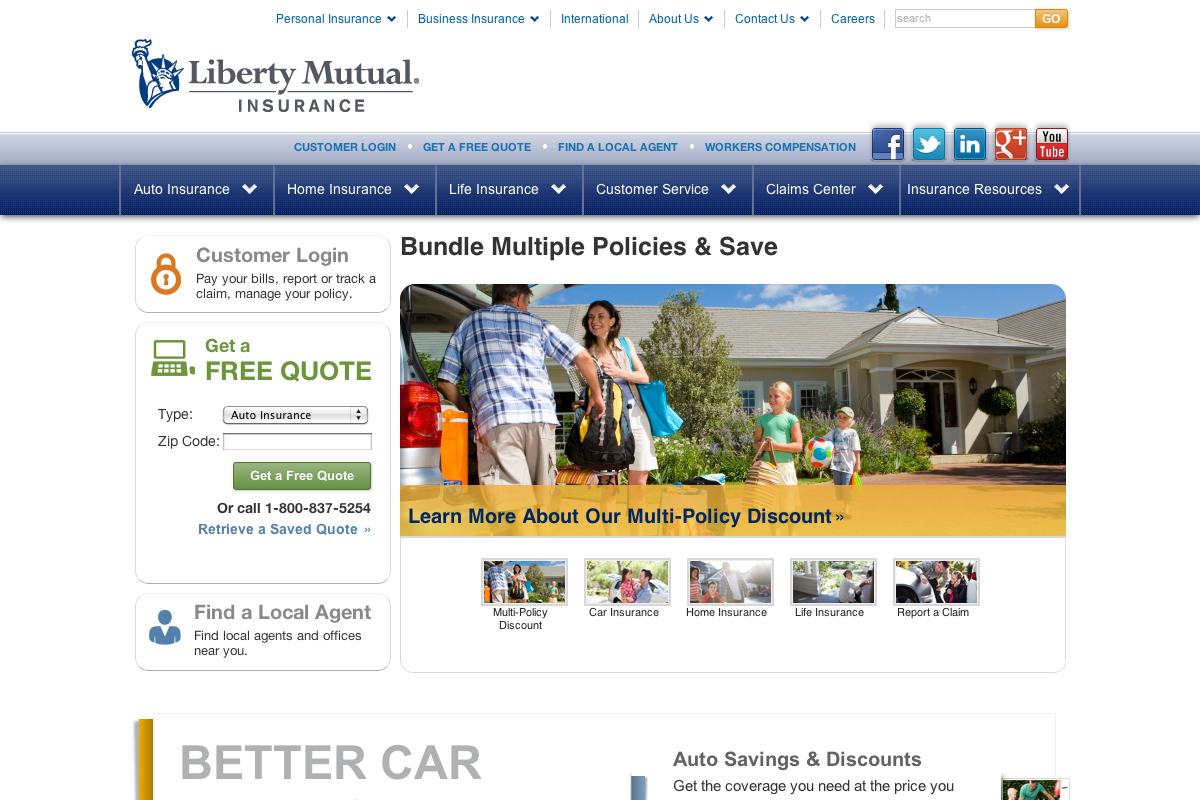 Personal Insurance
Business Insurance
International
About Us
Contact Us
Careers
search
GO
Liberty Mutual®
INSURANCE
CUSTOMER LOGIN • GET A FREE QUOTE • FIND A LOCAL AGENT • WORKERS COMPENSATION
f
in
g+
You
Tube
Auto Insurance
Home Insurance
Life Insurance
Customer Service
Claims Center
Insurance Resources
Customer Login
Pay your bills, report or track a
claim, manage your policy.
Get a
FREE QUOTE
Type:
Auto Insurance
Zip Code:
Get a Free Quote
Or call 1-800-837-5254
Retrieve a Saved Quote »
Find a Local Agent
Find local agents and offices
near you.
Bundle Multiple Policies & Save
Learn More About Our Multi-Policy Discount »
Multi-Policy
Discount
Car Insurance
Home Insurance
Life Insurance
Report a Claim
BETTER CAR
Auto Savings & Discounts
Get the coverage you need at the price you